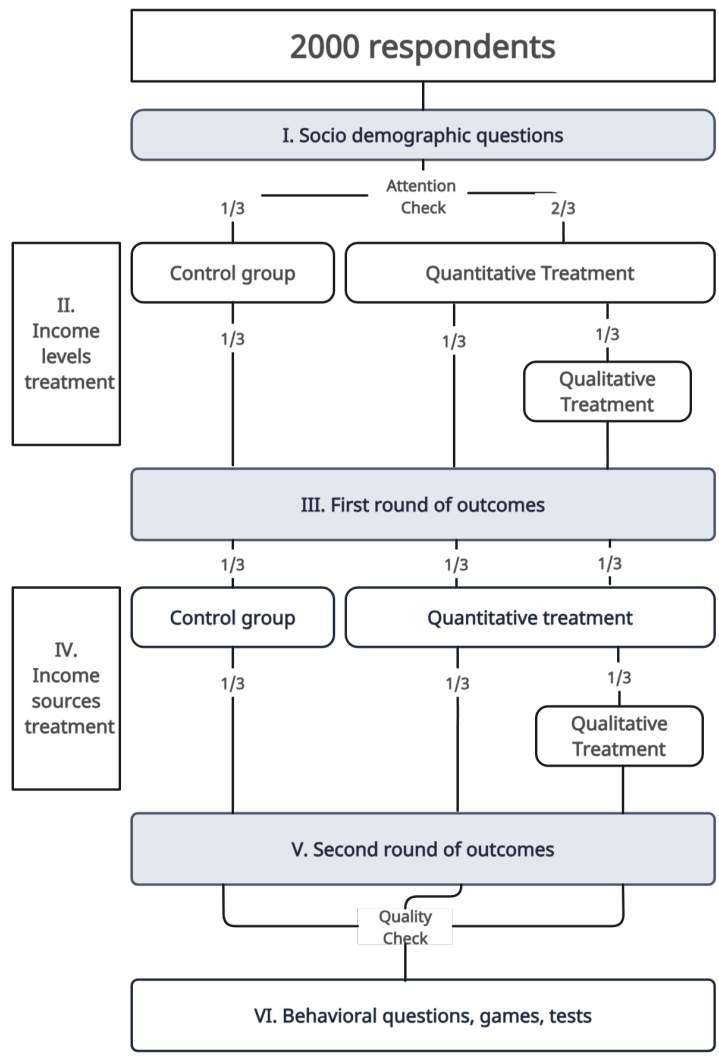 2000 respondents
I. Socio demographic questions
Attention
Check
1/3
2/3
II.
Income
levels
treatment
Control group
Quantitative Treatment
1/3
1/3
1/3
Qualitative
Treatment
III. First round of outcomes
1/3
1/3
1/3
IV.
Income
sources
treatment
Control group
Quantitative treatment
1/3
1/3
1/3
Qualitative
Treatment
V. Second round of outcomes
Quality
Check
VI. Behavioral questions, games, tests